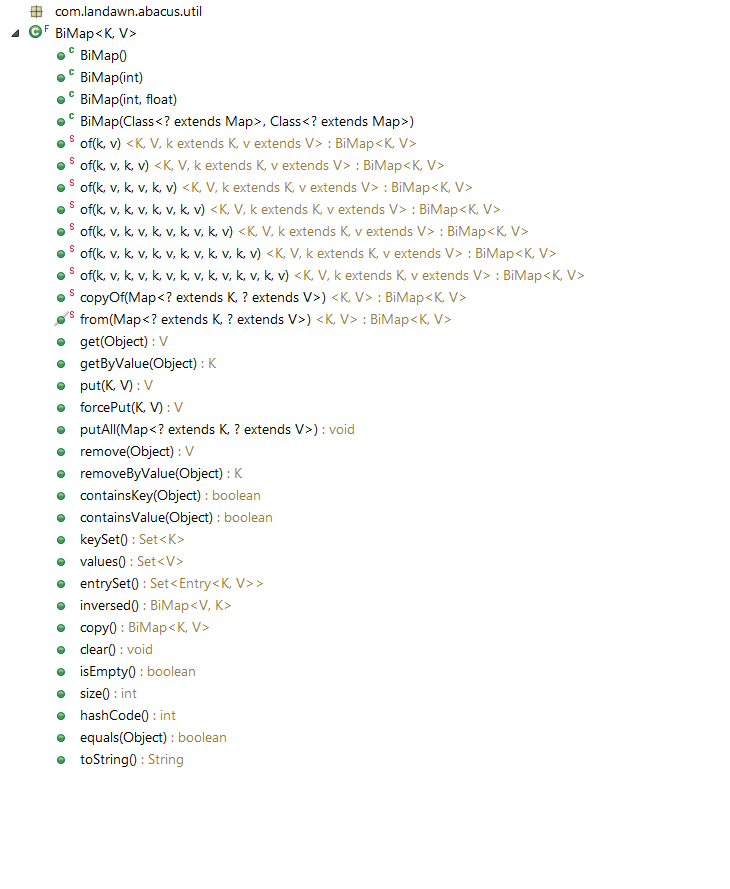 com.landawn.abacus.util
F BiMap<K, V>
C BiMap()
C BiMap(int)
C BiMap(int, float)
C BiMap(Class<? extends Map>, Class<? extends Map>)
S of(k, v) <K, V, k extends K, v extends V> : BiMap<K, V>
S of(k, v, k, v) <K, V, k extends K, v extends V> : BiMap<K, V>
S of(k, v, k, v, k, v) <K, V, k extends K, v extends V> : BiMap<K, V>
S of(k, v, k, v, k, v, k, v) <K, V, k extends K, v extends V> : BiMap<K, V>
S of(k, v, k, v, k, v, k, v, k, v) <K, V, k extends K, v extends V> : BiMap<K, V>
S of(k, v, k, v, k, v, k, v, k, v, k, v) <K, V, k extends K, v extends V> : BiMap<K, V>
S of(k, v, k, v, k, v, k, v, k, v, k, v, k, v) <K, V, k extends K, v extends V> : BiMap<K, V>
S copyOf(Map<? extends K, ? extends V>) <K, V> : BiMap<K, V>
S from(Map<? extends K, ? extends V>) <K, V> : BiMap<K, V>
get(Object) : V
getByValue(Object) : K
put(K, V) : V
forcePut(K, V) : V
putAll(Map<? extends K, ? extends V>) : void
remove(Object) : V
removeByValue(Object) : K
containsKey(Object) : boolean
containsValue(Object) : boolean
keySet() : Set<K>
values() : Set<V>
entrySet() : Set<Entry<K, V>>
inversed() : BiMap<V, K>
copy() : BiMap<K, V>
clear() : void
isEmpty() : boolean
size() : int
hashCode() : int
equals(Object) : boolean
toString() : String